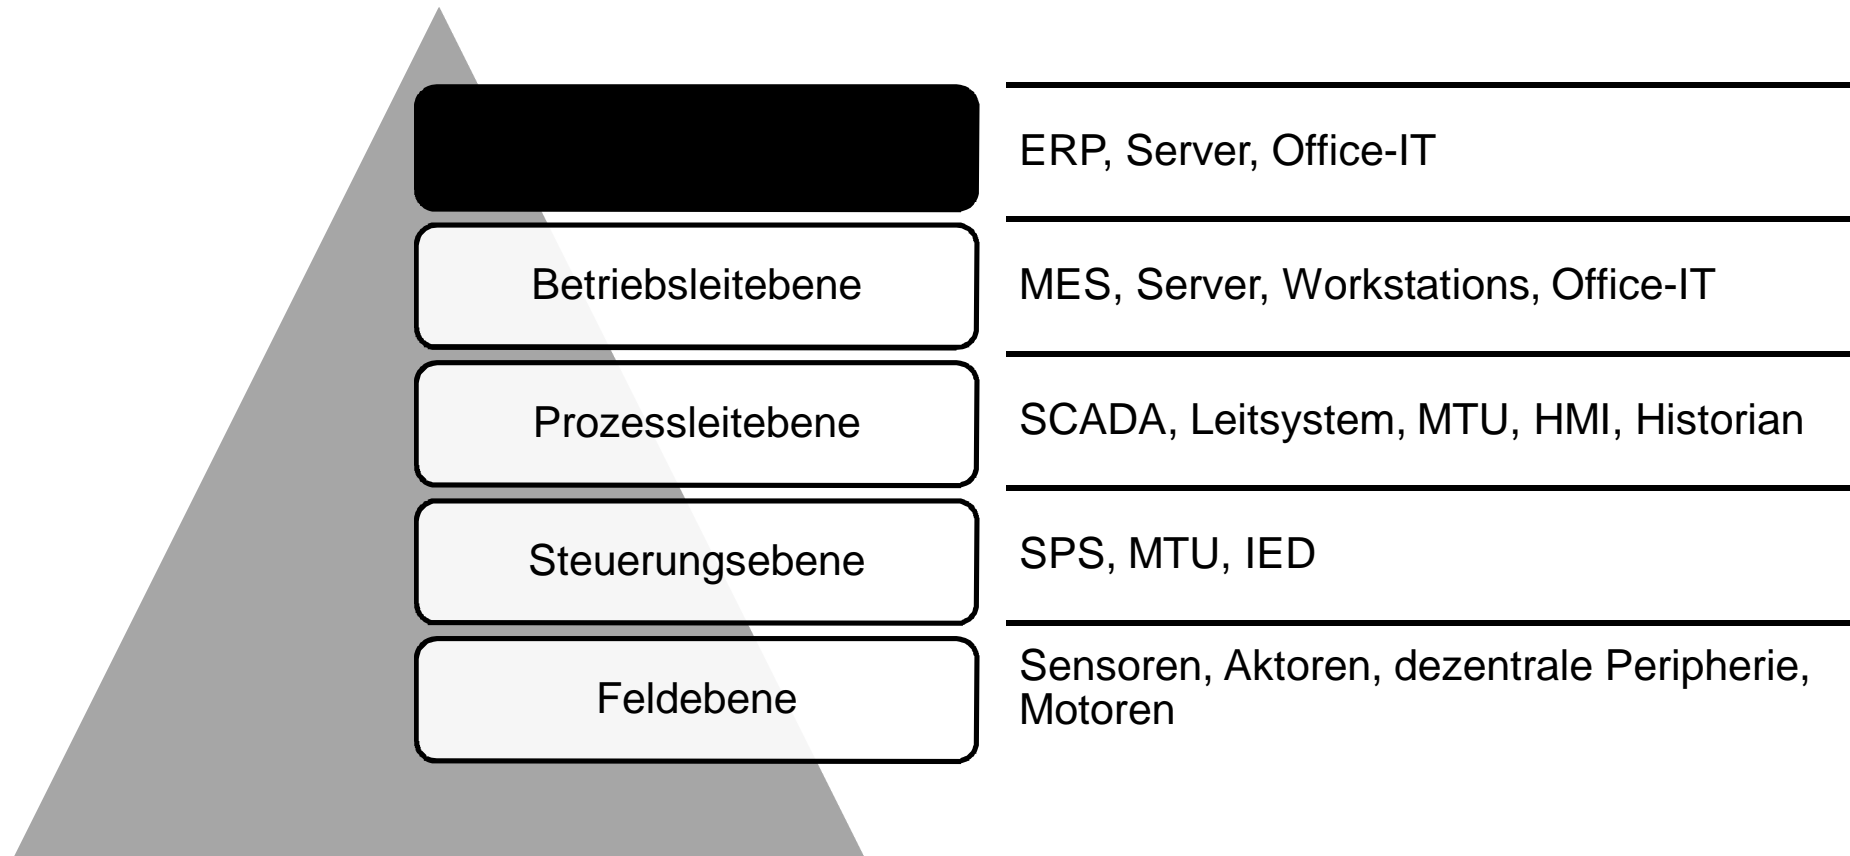 ERP, Server, Office-IT
Betriebsleitebene
MES, Server, Workstations, Office-IT
Prozessleitebene
SCADA, Leitsystem, MTU, HMI, Historian
Steuerungsebene
SPS, MTU, IED
Feldebene
Sensoren, Aktoren, dezentrale Peripherie,
Motoren